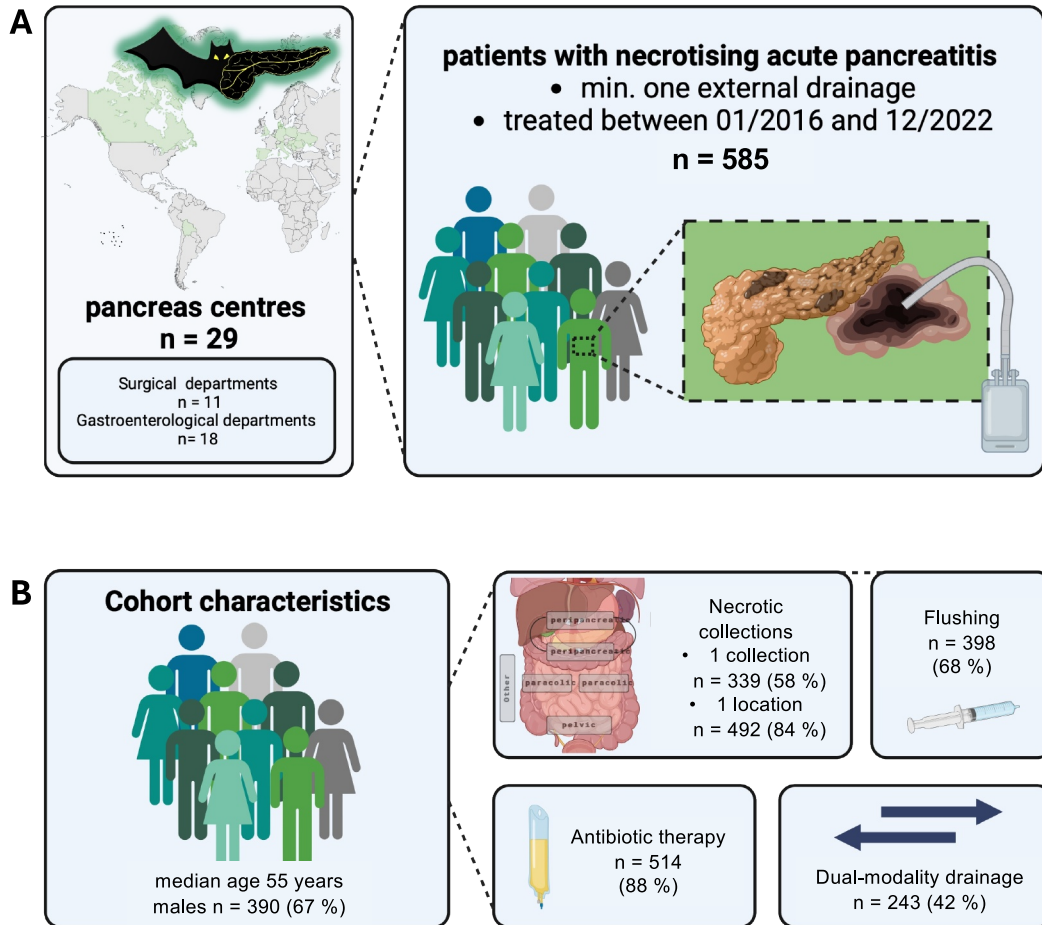 A
patients with necrotising acute pancreatitis
• min. one external drainage
• treated between 01/2016 and 12/2022
n = 585
pancreas centres
n = 29
Surgical departments
n = 11
Gastroenterological departments
n= 18
B
Cohort characteristics
median age 55 years
males n = 390 (67 %)
peripancreatic
peripancreatic
paracolic
paracolic
pelvic
Other
Necrotic
collections
• 1 collection
n = 339 (58 %)
• 1 location
n = 492 (84 %)
Flushing
n = 398
(68 %)
Antibiotic therapy
n = 514
(88 %)
Dual-modality drainage
n = 243 (42 %)